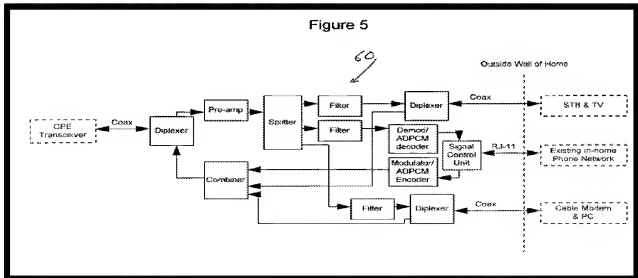 Figure 5
60
Outside Wall of Home
Pre-amp
Filter
Diplexer
Coax
STB & TV
CPE
Transceiver
Coax
Diplexer
Splitter
Filter
Demod/
ADPCM
decoder
Signal
Control
Unit
RJ-11
Existing in-home
Phone Network
Combiner
Modulator/
ADPCM
Encoder
Filter
Diplexer
Coax
Cable Modem
& PC